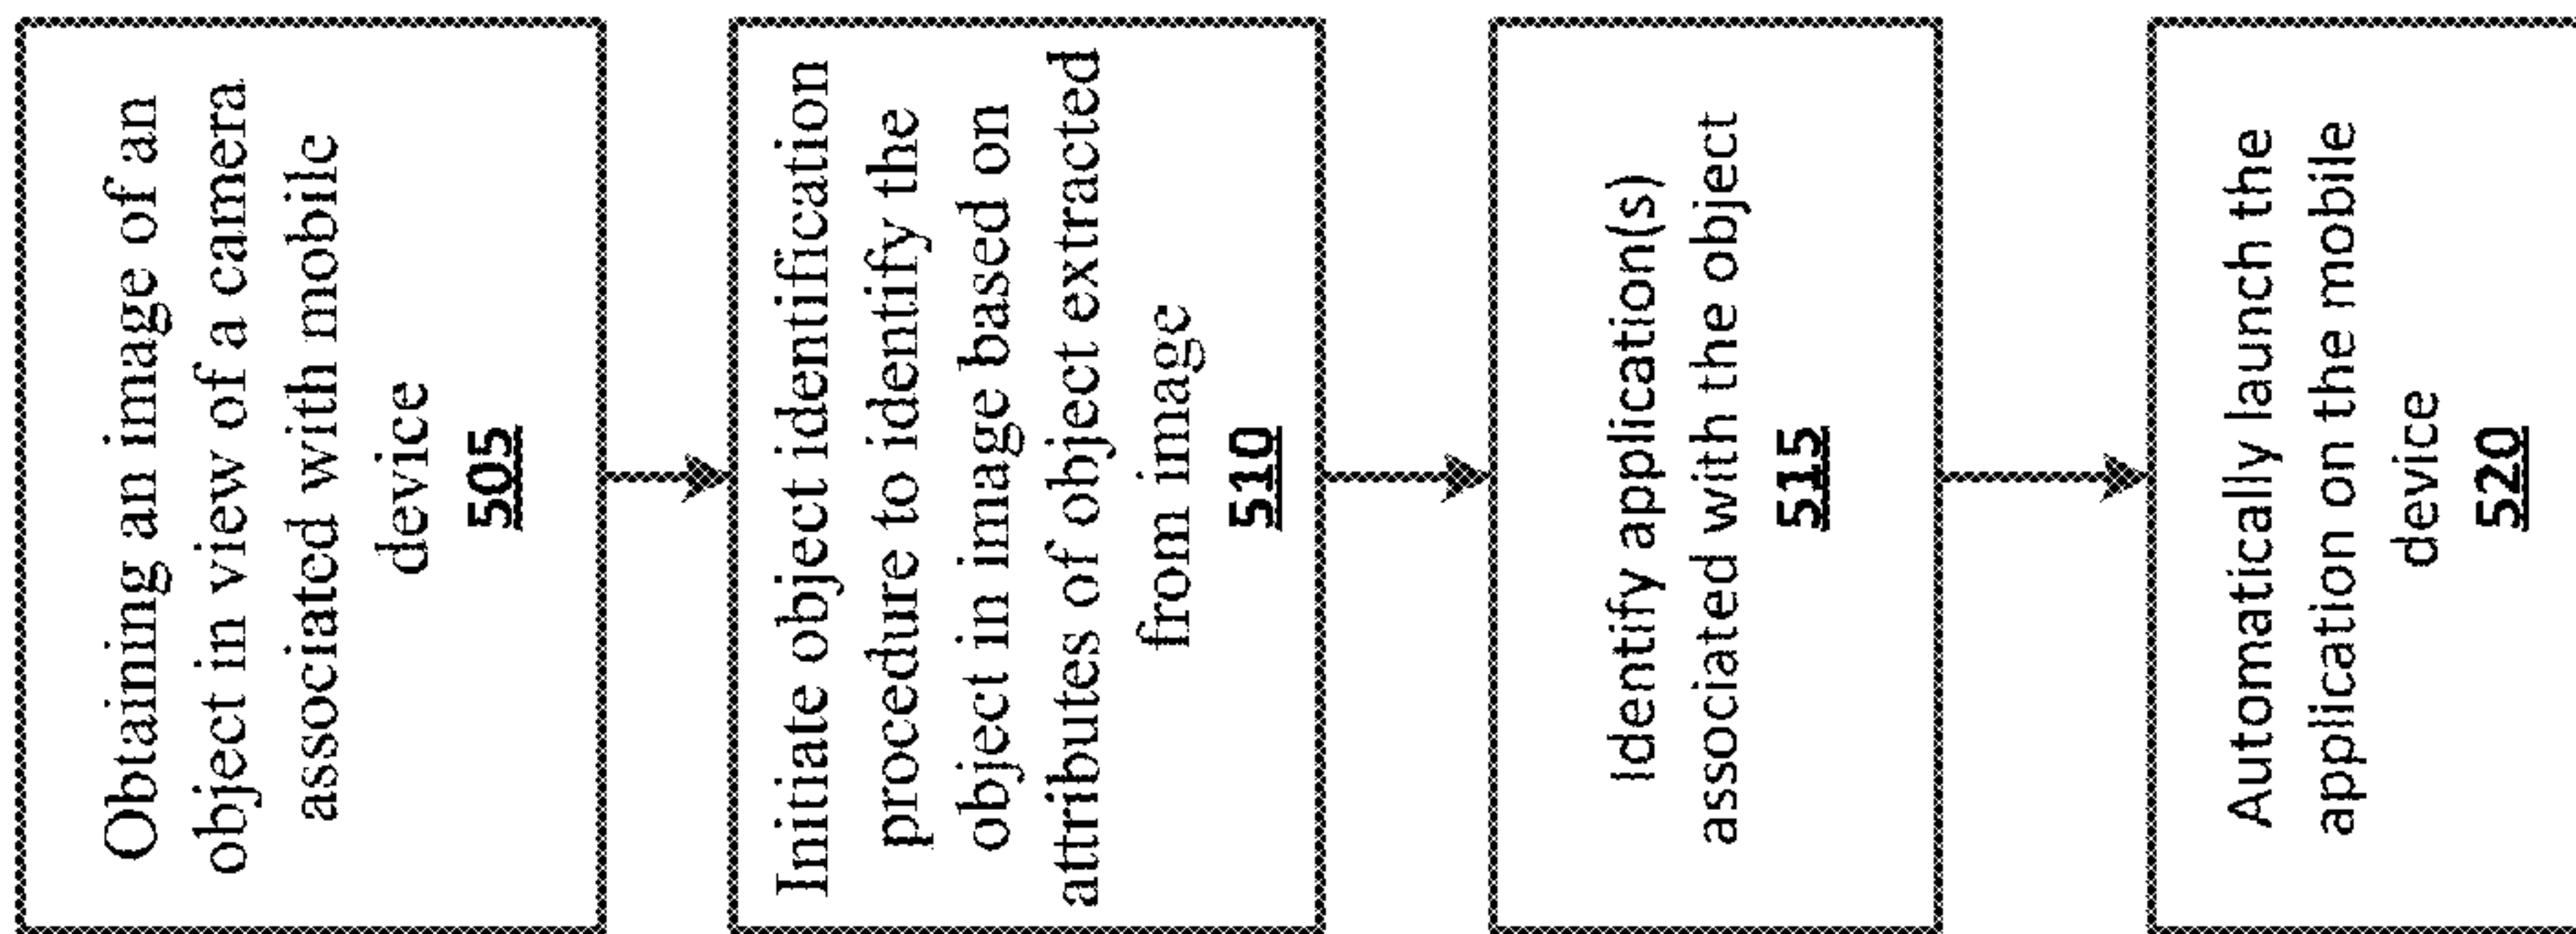 Obtaining an image of an
object in view of a camera
associated with mobile
device
505
Initiate object identification
procedure to identify the
object in image based on
attributes of object extracted
from image
510
Identify application(s)
associated with the object
515
Automatically launch the
application on the mobile
device
520